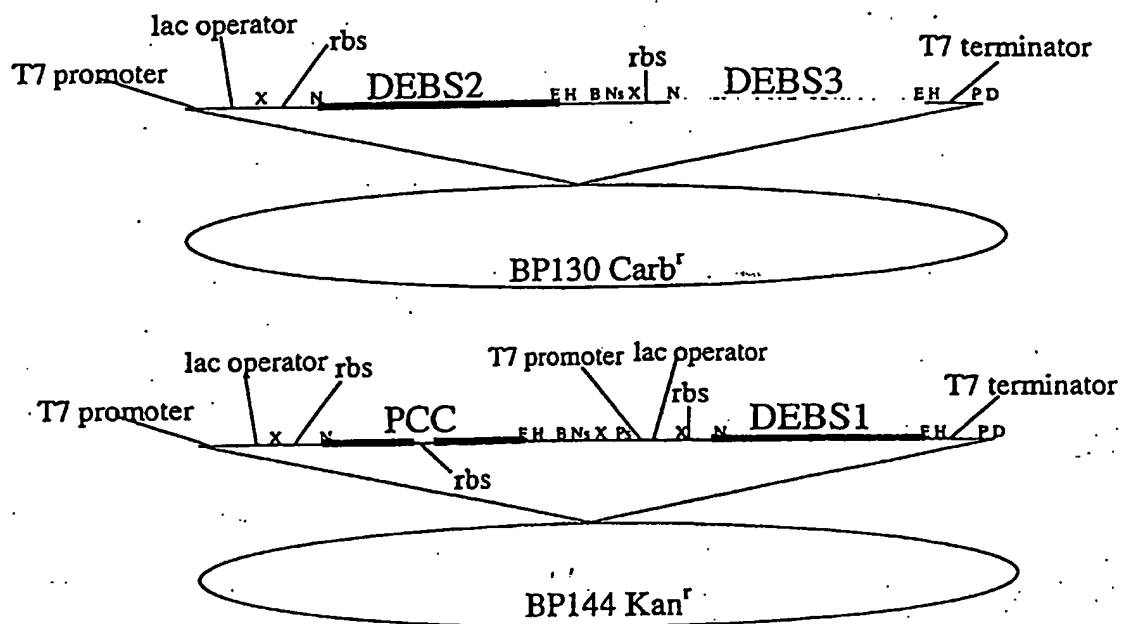 lac operator
rbs
T7 promoter
X
N
DEBS2
E H B Ns X
rbs
N
DEBS3
T7 terminator
E H
P D
BP130 Carb^r
lac operator
rbs
T7 promoter
X
N
PCC
rbs
E H B Ns X Ps
T7 promoter
lac operator
rbs
X
N
DEBS1
T7 terminator
E H
P D
BP144 Kan^r